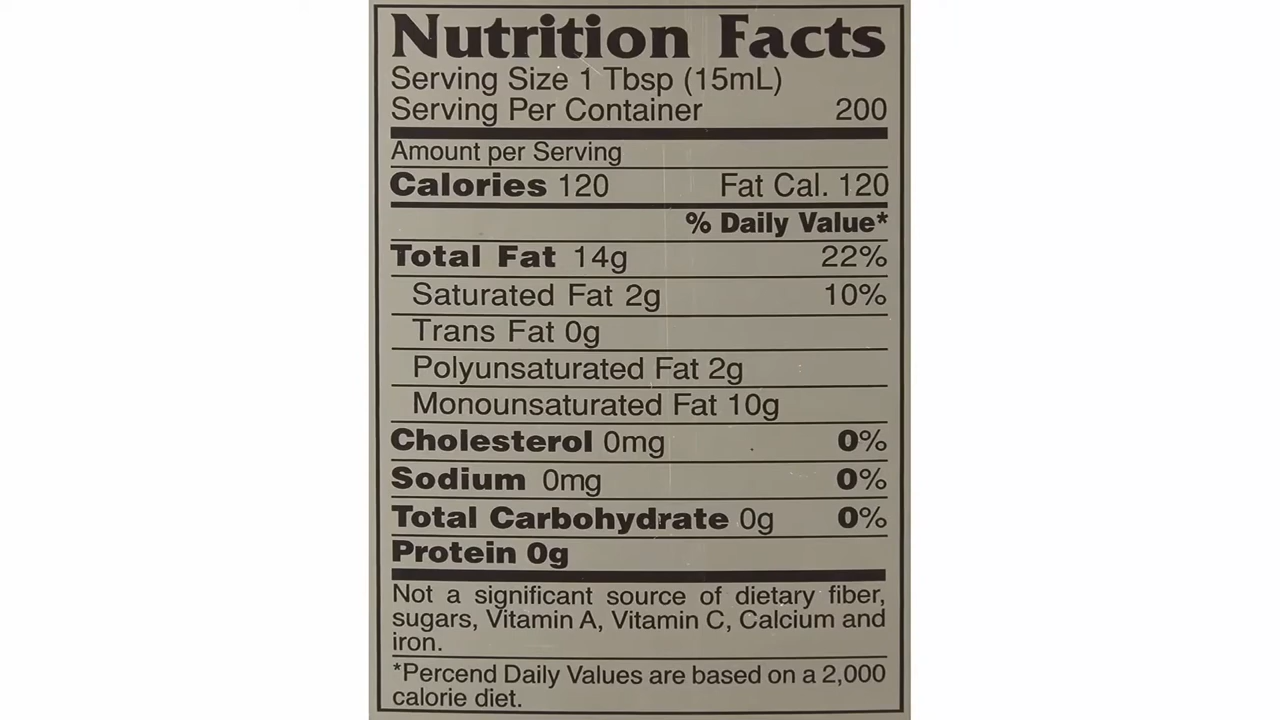 Nutrition Facts
Serving Size 1 Tbsp (15mL)
Serving Per Container 200
Amount per Serving
Calories 120 Fat Cal. 120
% Daily Value*
Total Fat 14g 22%
Saturated Fat 2g 10%
Trans Fat 0g
Polyunsaturated Fat 2g
Monounsaturated Fat 10g
Cholesterol 0mg 0%
Sodium 0mg 0%
Total Carbohydrate 0g 0%
Protein 0g
Not a significant source of dietary fiber,
sugars, Vitamin A, Vitamin C, Calcium and
iron.
*Percend Daily Values are based on a 2,000
calorie diet.